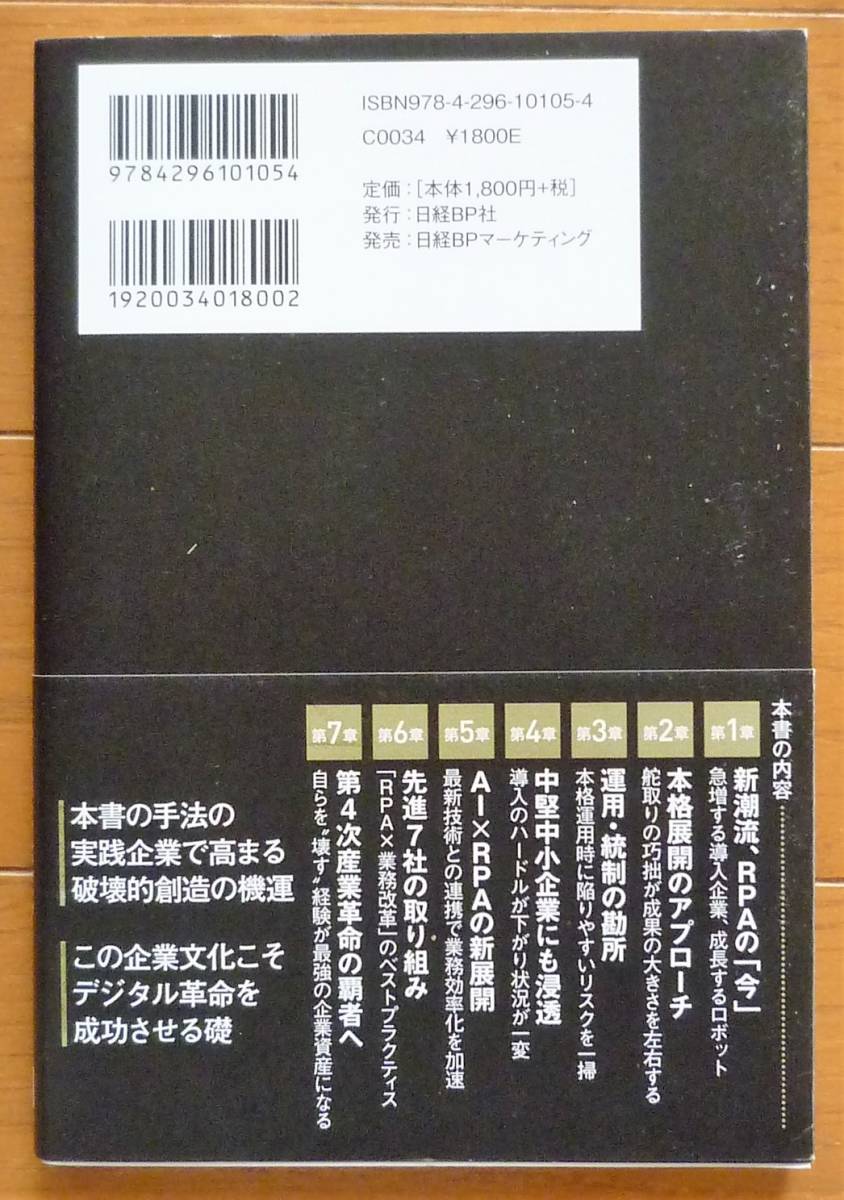 ISBN978-4-296-10105-4
C0034 ¥1800E
9784296101054
定価：[本体1,800円+税]
発行：日経BP社
発売：日経BPマーケティング
1920034018002
本書の内容
第1章
新潮流、RPAの「今」
急増する導入企業、成長するロボット
第2章
本格展開のアプローチ
舵取りの巧拙が成果の大きさを左右する
第3章
運用・統制の勘所
本格運用時に陥りやすいリスクを一掃
第4章
中堅中小企業にも浸透
導入のハードルが下がり状況が一変
第5章
AI×RPAの新展開
最新技術との連携で業務効率化を加速
第6章
先進7社の取り組み
「RPA×業務改革」のベストプラクティス
第7章
第4次産業革命の覇者へ
自らを〝壊す〟経験が最強の企業資産になる
本書の手法の
実践企業で高まる
破壊的創造の機運
この企業文化こそ
デジタル革命を
成功させる礎